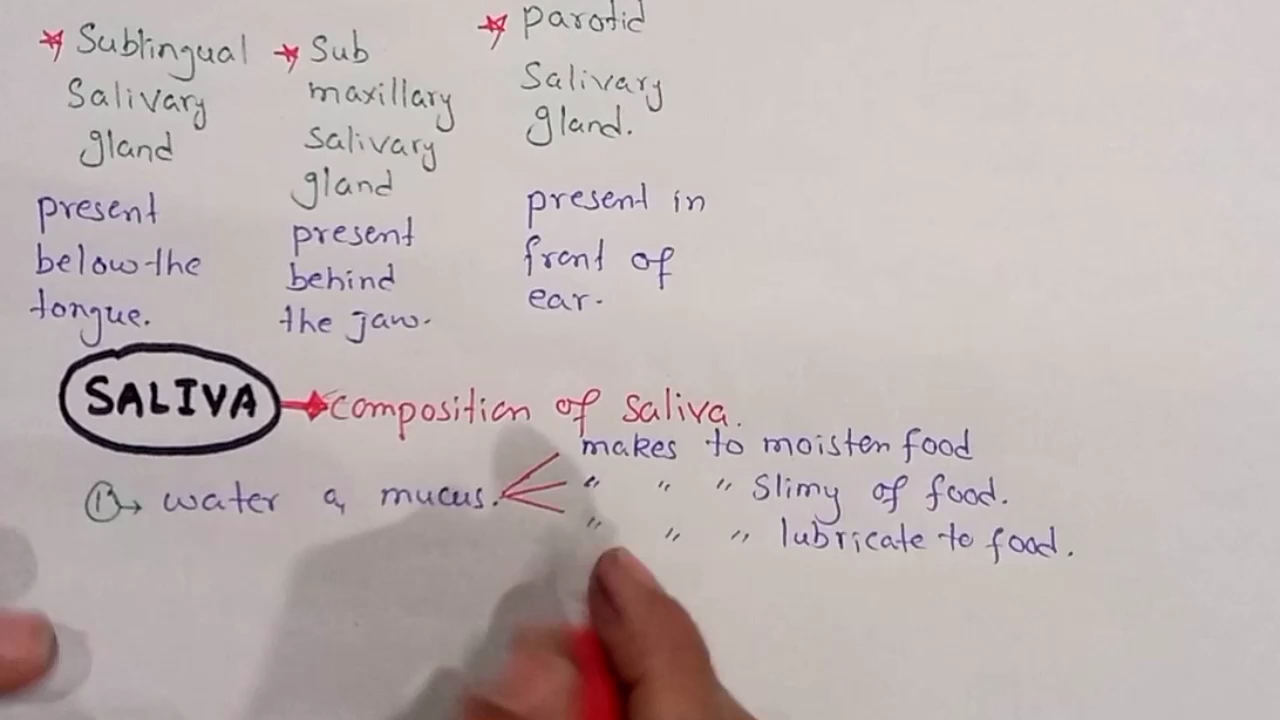 ★ Sublingual
Salivary
gland
present
below the
tongue.
★ Sub
maxillary
salivary
gland
present
behind
the jaw.
★ parotid
Salivary
gland.
present in
front of
ear.
SALIVA → composition of saliva.
① → water & mucus.
makes to moisten food
" " " Slimy of food.
" " " lubricate to food.